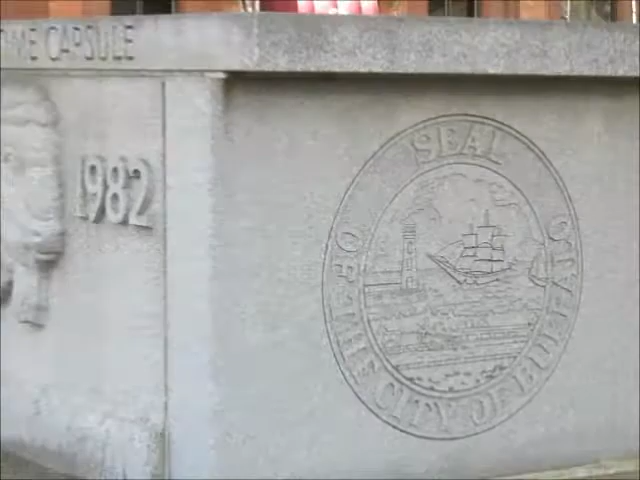 TIME CAPSULE
1982
SEAL
OF THE CITY OF BUFFALO